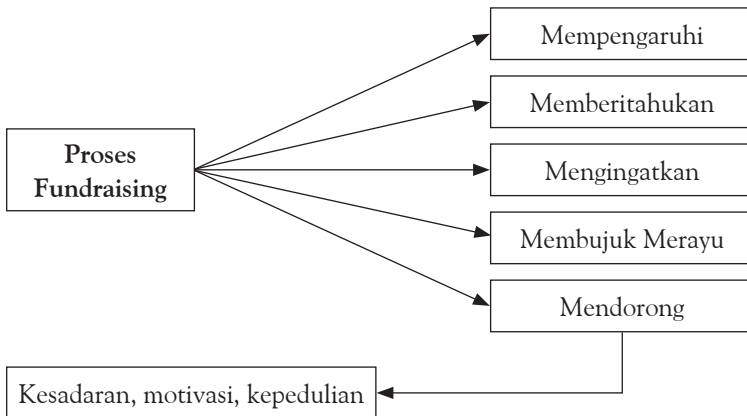 Mempengaruhi
Memberitahukan
Proses
Fundraising
Mengingatkan
Membujuk Merayu
Mendorong
Kesadaran, motivasi, kepedulian